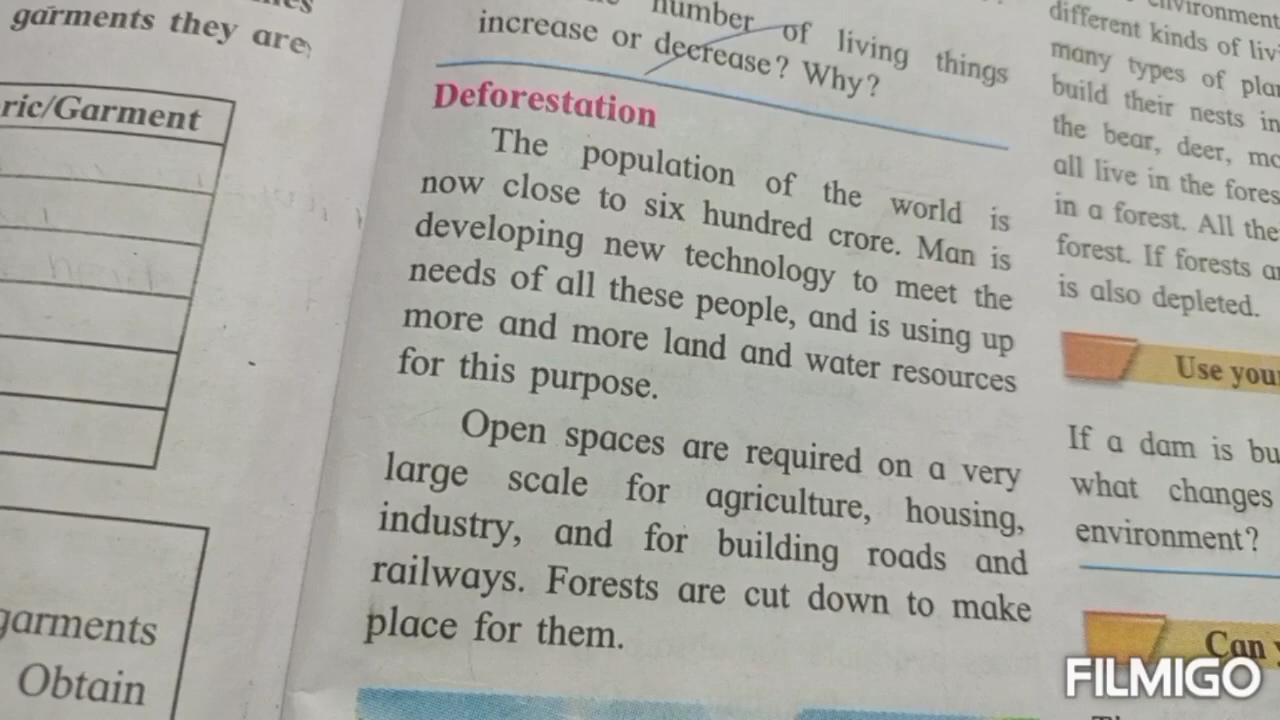 garments they are
ric/Garment
garments
Obtain
number of living things
increase or decrease? Why?
Deforestation
The population of the world is
now close to six hundred crore. Man is
developing new technology to meet the
needs of all these people, and is using up
more and more land and water resources
for this purpose.
Open spaces are required on a very
large scale for agriculture, housing,
industry, and for building roads and
railways. Forests are cut down to make
place for them.
environment
different kinds of liv
many types of plan
build their nests in
the bear, deer, mo
all live in the fores
in a forest. All the
forest. If forests ar
is also depleted.
Use you
If a dam is bu
what changes
environment?
Can y
FILMIGO